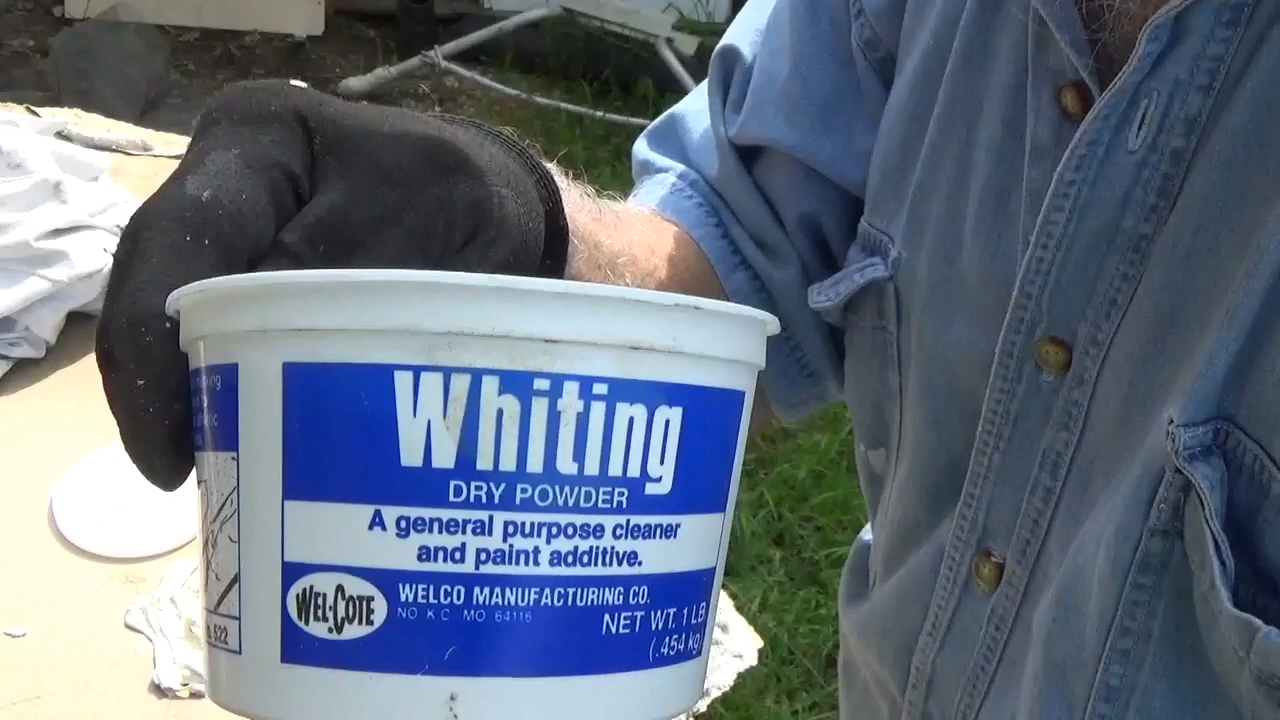 Whiting
DRY POWDER
A general purpose cleaner
and paint additive.
WEL-COTE
WELCO MANUFACTURING CO.
NO K C MO 64116
NET WT. 1 LB
(.454 kg)
522